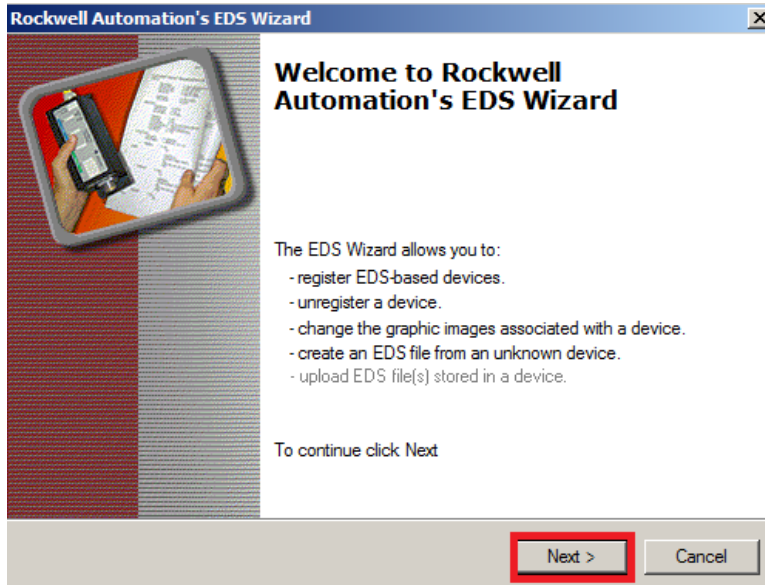 Rockwell Automation's EDS Wizard
Welcome to Rockwell
Automation's EDS Wizard
The EDS Wizard allows you to:
- register EDS-based devices.
- unregister a device.
- change the graphic images associated with a device.
- create an EDS file from an unknown device.
- upload EDS file(s) stored in a device.
To continue click Next
Next >
Cancel